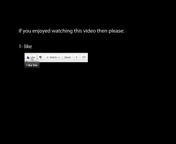 If you enjoyed watching this video then please:
1 - like
I like this